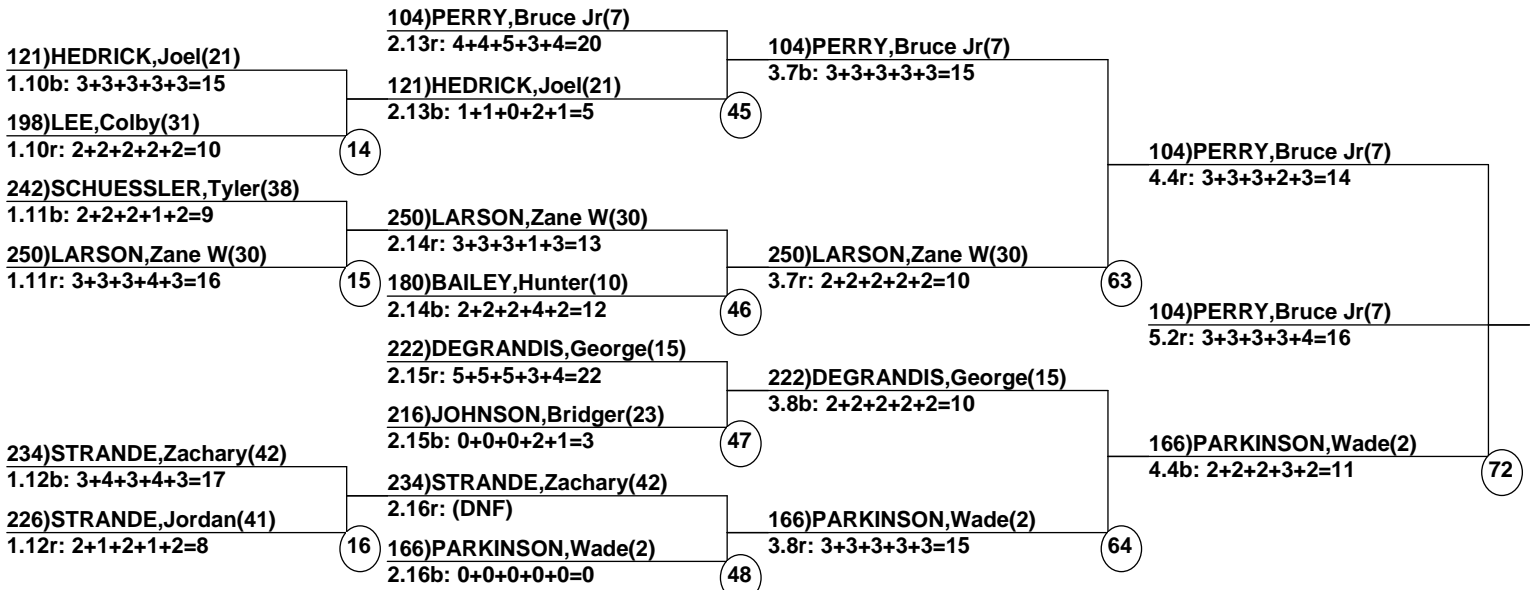 121)HEDRICK,Joel(21)
1.10b: 3+3+3+3+3=15
198)LEE,Colby(31)
1.10r: 2+2+2+2+2=10
14
242)SCHUESSLER,Tyler(38)
1.11b: 2+2+2+1+2=9
250)LARSON,Zane W(30)
1.11r: 3+3+3+4+3=16
15
234)STRANDE,Zachary(42)
1.12b: 3+4+3+4+3=17
226)STRANDE,Jordan(41)
1.12r: 2+1+2+1+2=8
16
104)PERRY,Bruce Jr(7)
2.13r: 4+4+5+3+4=20
121)HEDRICK,Joel(21)
2.13b: 1+1+0+2+1=5
45
250)LARSON,Zane W(30)
2.14r: 3+3+3+1+3=13
180)BAILEY,Hunter(10)
2.14b: 2+2+2+4+2=12
46
222)DEGRANDIS,George(15)
2.15r: 5+5+5+3+4=22
216)JOHNSON,Bridger(23)
2.15b: 0+0+0+2+1=3
47
234)STRANDE,Zachary(42)
2.16r: (DNF)
166)PARKINSON,Wade(2)
2.16b: 0+0+0+0+0=0
48
104)PERRY,Bruce Jr(7)
3.7b: 3+3+3+3+3=15
250)LARSON,Zane W(30)
3.7r: 2+2+2+2+2=10
63
222)DEGRANDIS,George(15)
3.8b: 2+2+2+2+2=10
166)PARKINSON,Wade(2)
3.8r: 3+3+3+3+3=15
64
104)PERRY,Bruce Jr(7)
4.4r: 3+3+3+2+3=14
104)PERRY,Bruce Jr(7)
5.2r: 3+3+3+3+4=16
166)PARKINSON,Wade(2)
4.4b: 2+2+2+3+2=11
72